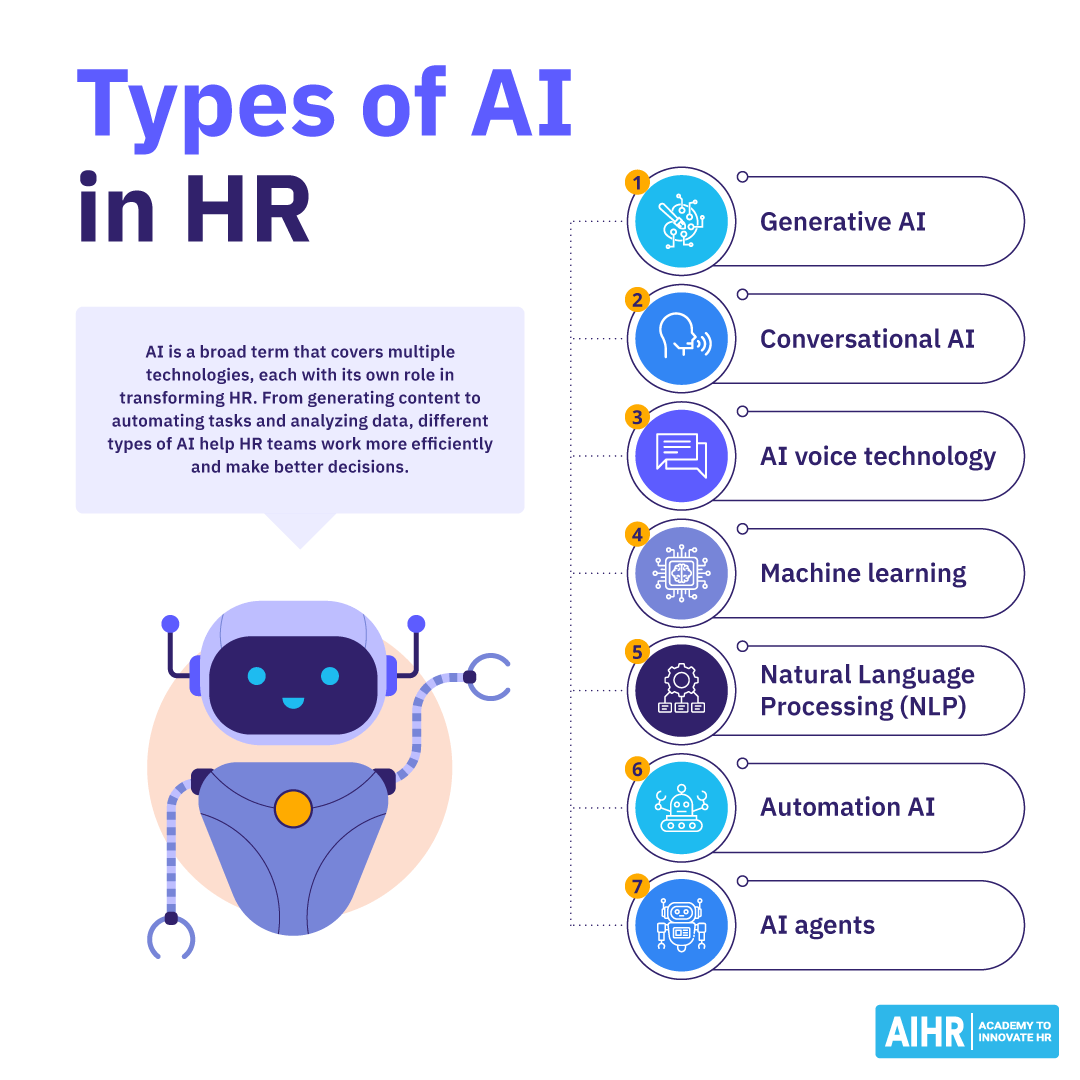 Types of AI
in HR
AI is a broad term that covers multiple
technologies, each with its own role in
transforming HR. From generating content to
automating tasks and analyzing data, different
types of AI help HR teams work more efficiently
and make better decisions.
1
Generative AI
2
Conversational AI
3
AI voice technology
4
Machine learning
5
Natural Language
Processing (NLP)
6
Automation AI
7
AI agents
AIHR
ACADEMY TO
INNOVATE HR